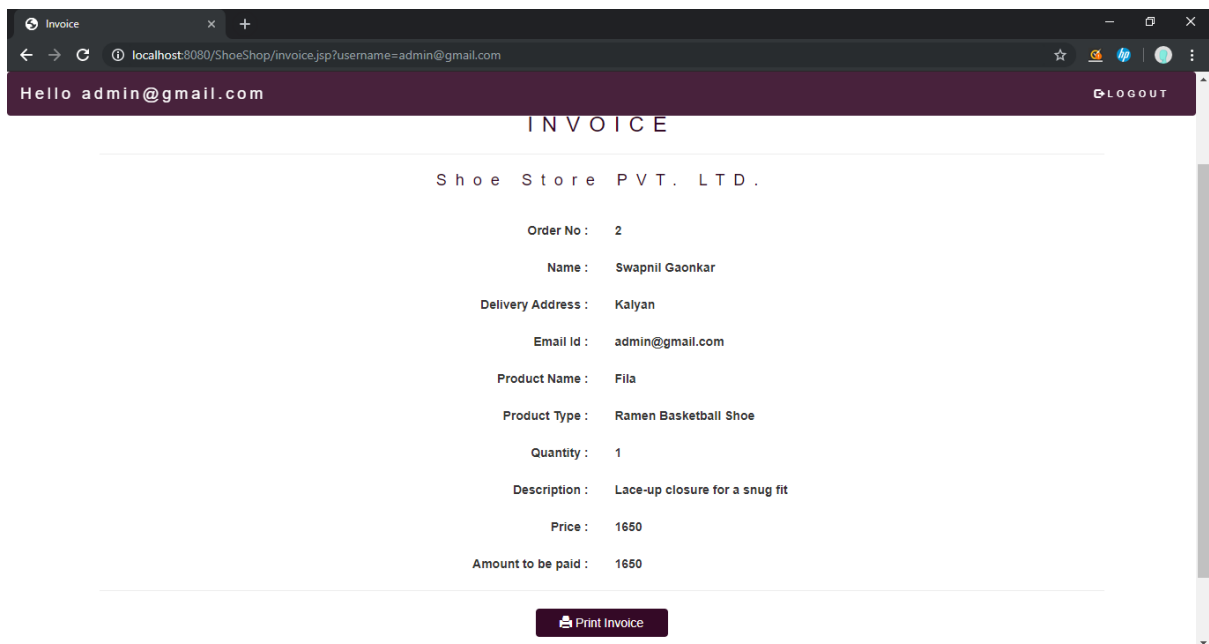 Invoice
localhost:8080/ShoeShop/invoice.jsp?username=admin@gmail.com
hp
Hello admin@gmail.com LOGOUT
INVOICE
Shoe Store PVT. LTD.
Order No : 2
Name : Swapnil Gaonkar
Delivery Address : Kalyan
Email Id : admin@gmail.com
Product Name : Fila
Product Type : Ramen Basketball Shoe
Quantity : 1
Description : Lace-up closure for a snug fit
Price : 1650
Amount to be paid : 1650
Print Invoice